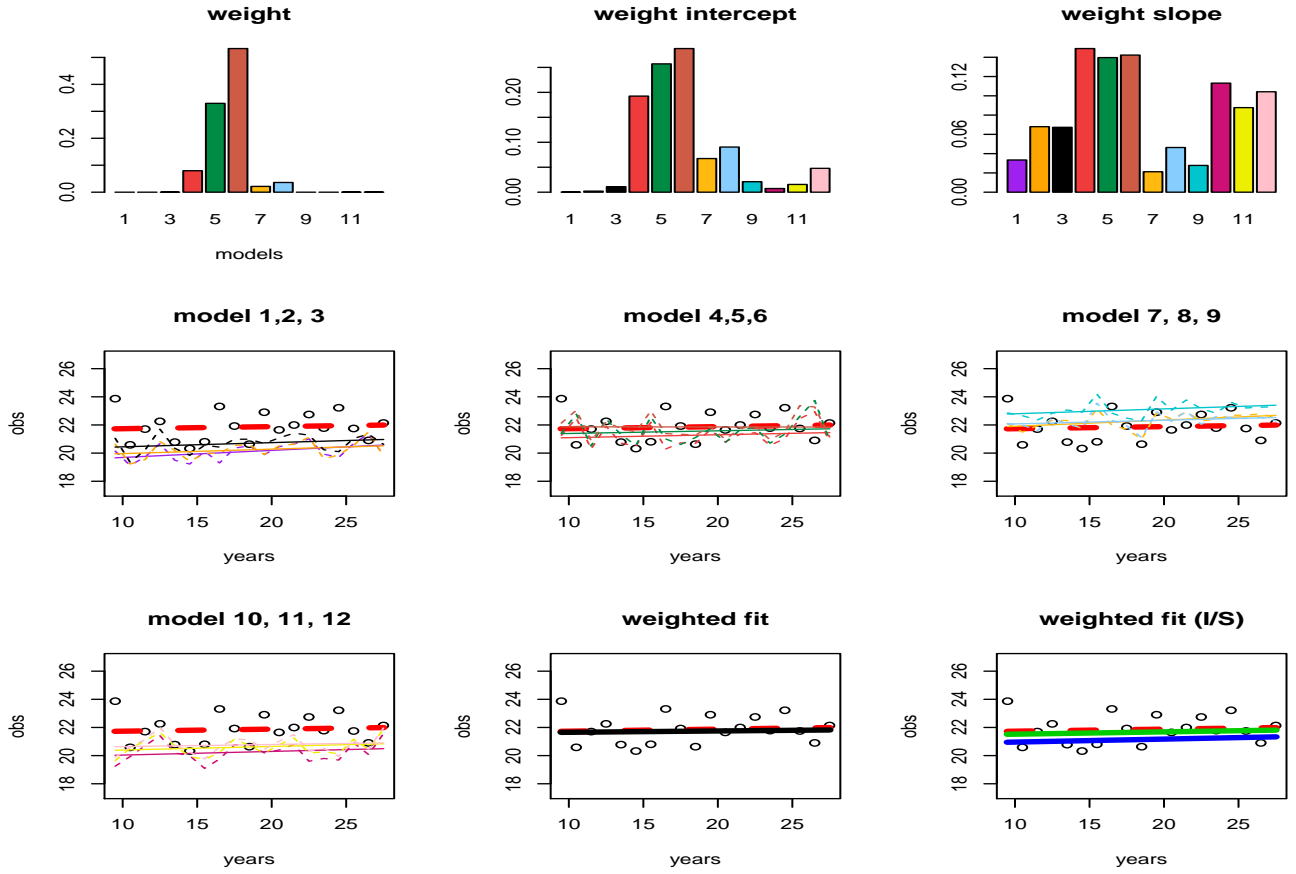 weight
weight intercept
weight slope
0.0 0.2 0.4
0.00 0.10 0.20
0.00 0.06 0.12
1 3 5 7 9 11
1 3 5 7 9 11
1 3 5 7 9 11
models
model 1,2, 3
model 4,5,6
model 7, 8, 9
obs
18 20 22 24 26
obs
18 20 22 24 26
obs
18 20 22 24 26
10 15 20 25
10 15 20 25
10 15 20 25
years
years
years
model 10, 11, 12
weighted fit
weighted fit (I/S)
obs
18 20 22 24 26
obs
18 20 22 24 26
obs
18 20 22 24 26
10 15 20 25
10 15 20 25
10 15 20 25
years
years
years